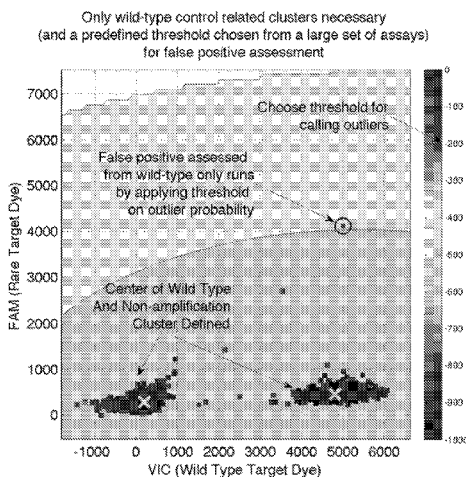 Only wild-type control related clusters necessary
(and a predefined threshold chosen from a large set of assays)
for false positive assessment
7000
6000
5000
4000
3000
2000
1000
0
FAM (Rare Target Dye)
Choose threshold for
calling outliers
False positive assessed
from wild-type only runs
by applying threshold
on outlier probability
Center of Wild Type
And Non-amplification
Cluster Defined
-1000 0 1000 2000 3000 4000 5000 6000
VIC (Wild Type Target Dye)
0
-100
-200
-300
-400
-500
-600
-700
-800
-900
-1000